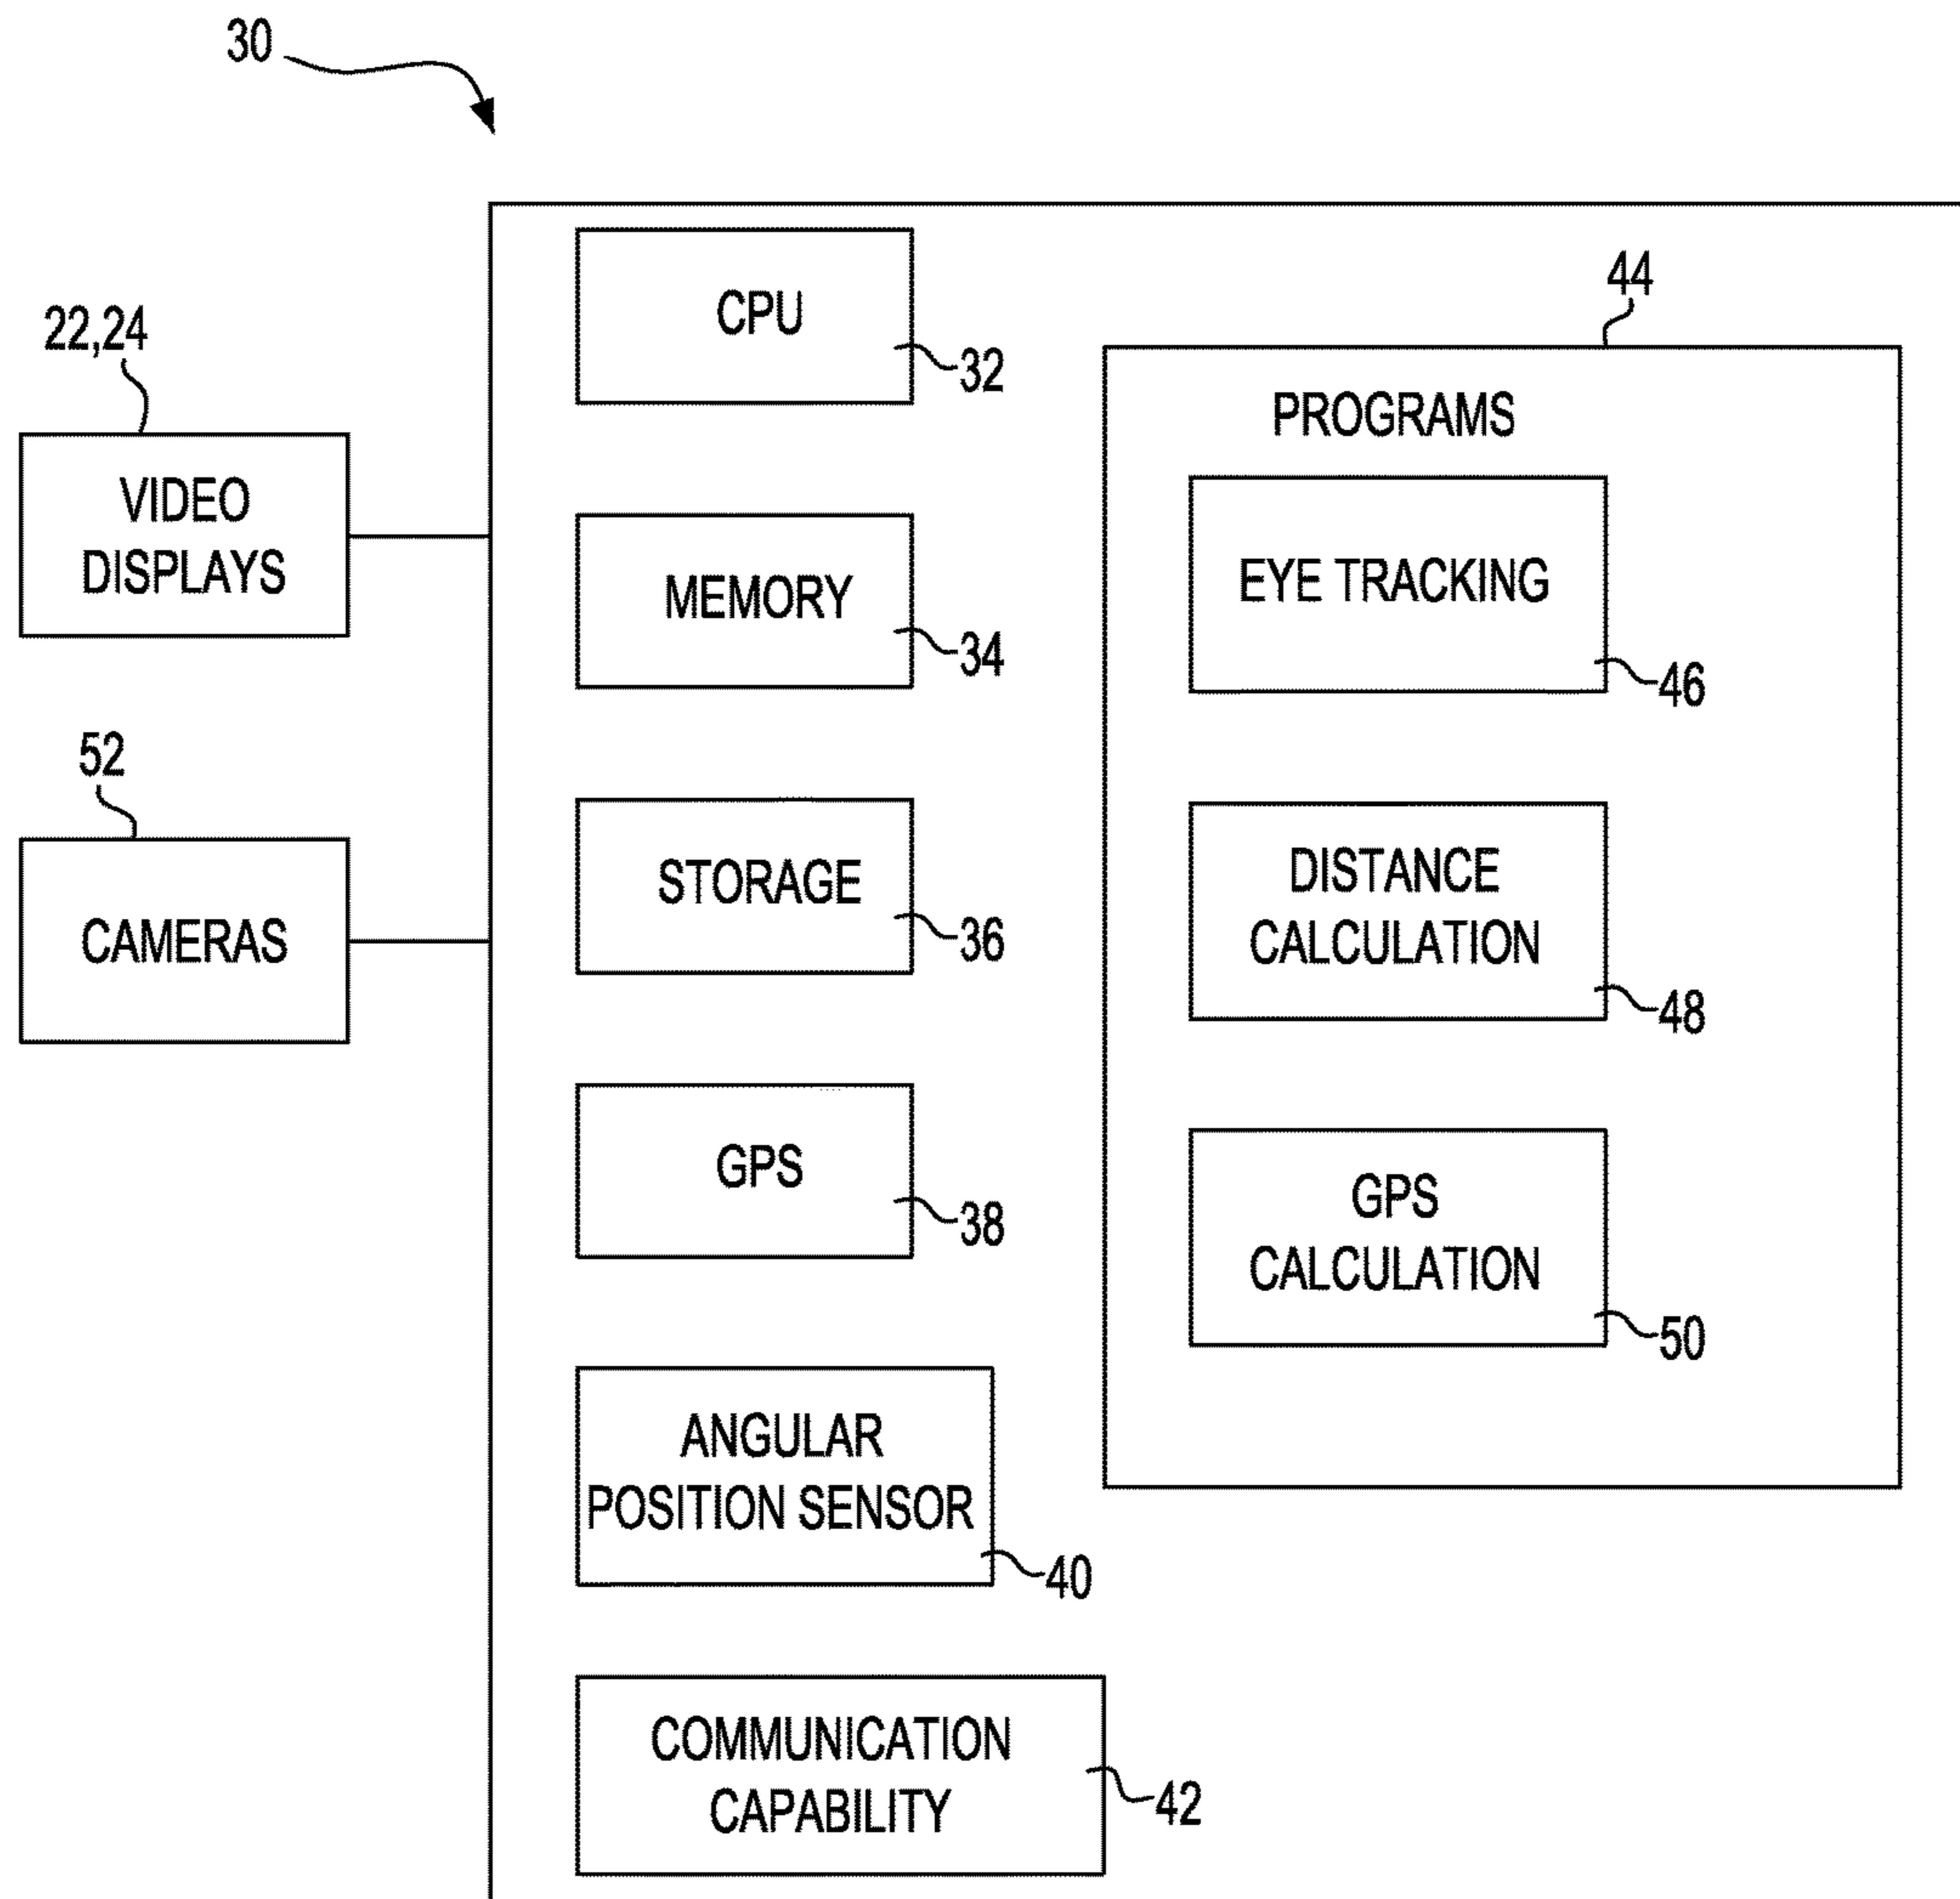 30
22,24
VIDEO
DISPLAYS
52
CAMERAS
CPU
32
MEMORY
34
STORAGE
36
GPS
38
ANGULAR
POSITION SENSOR
40
COMMUNICATION
CAPABILITY
42
44
PROGRAMS
EYE TRACKING
46
DISTANCE
CALCULATION
48
GPS
CALCULATION
50